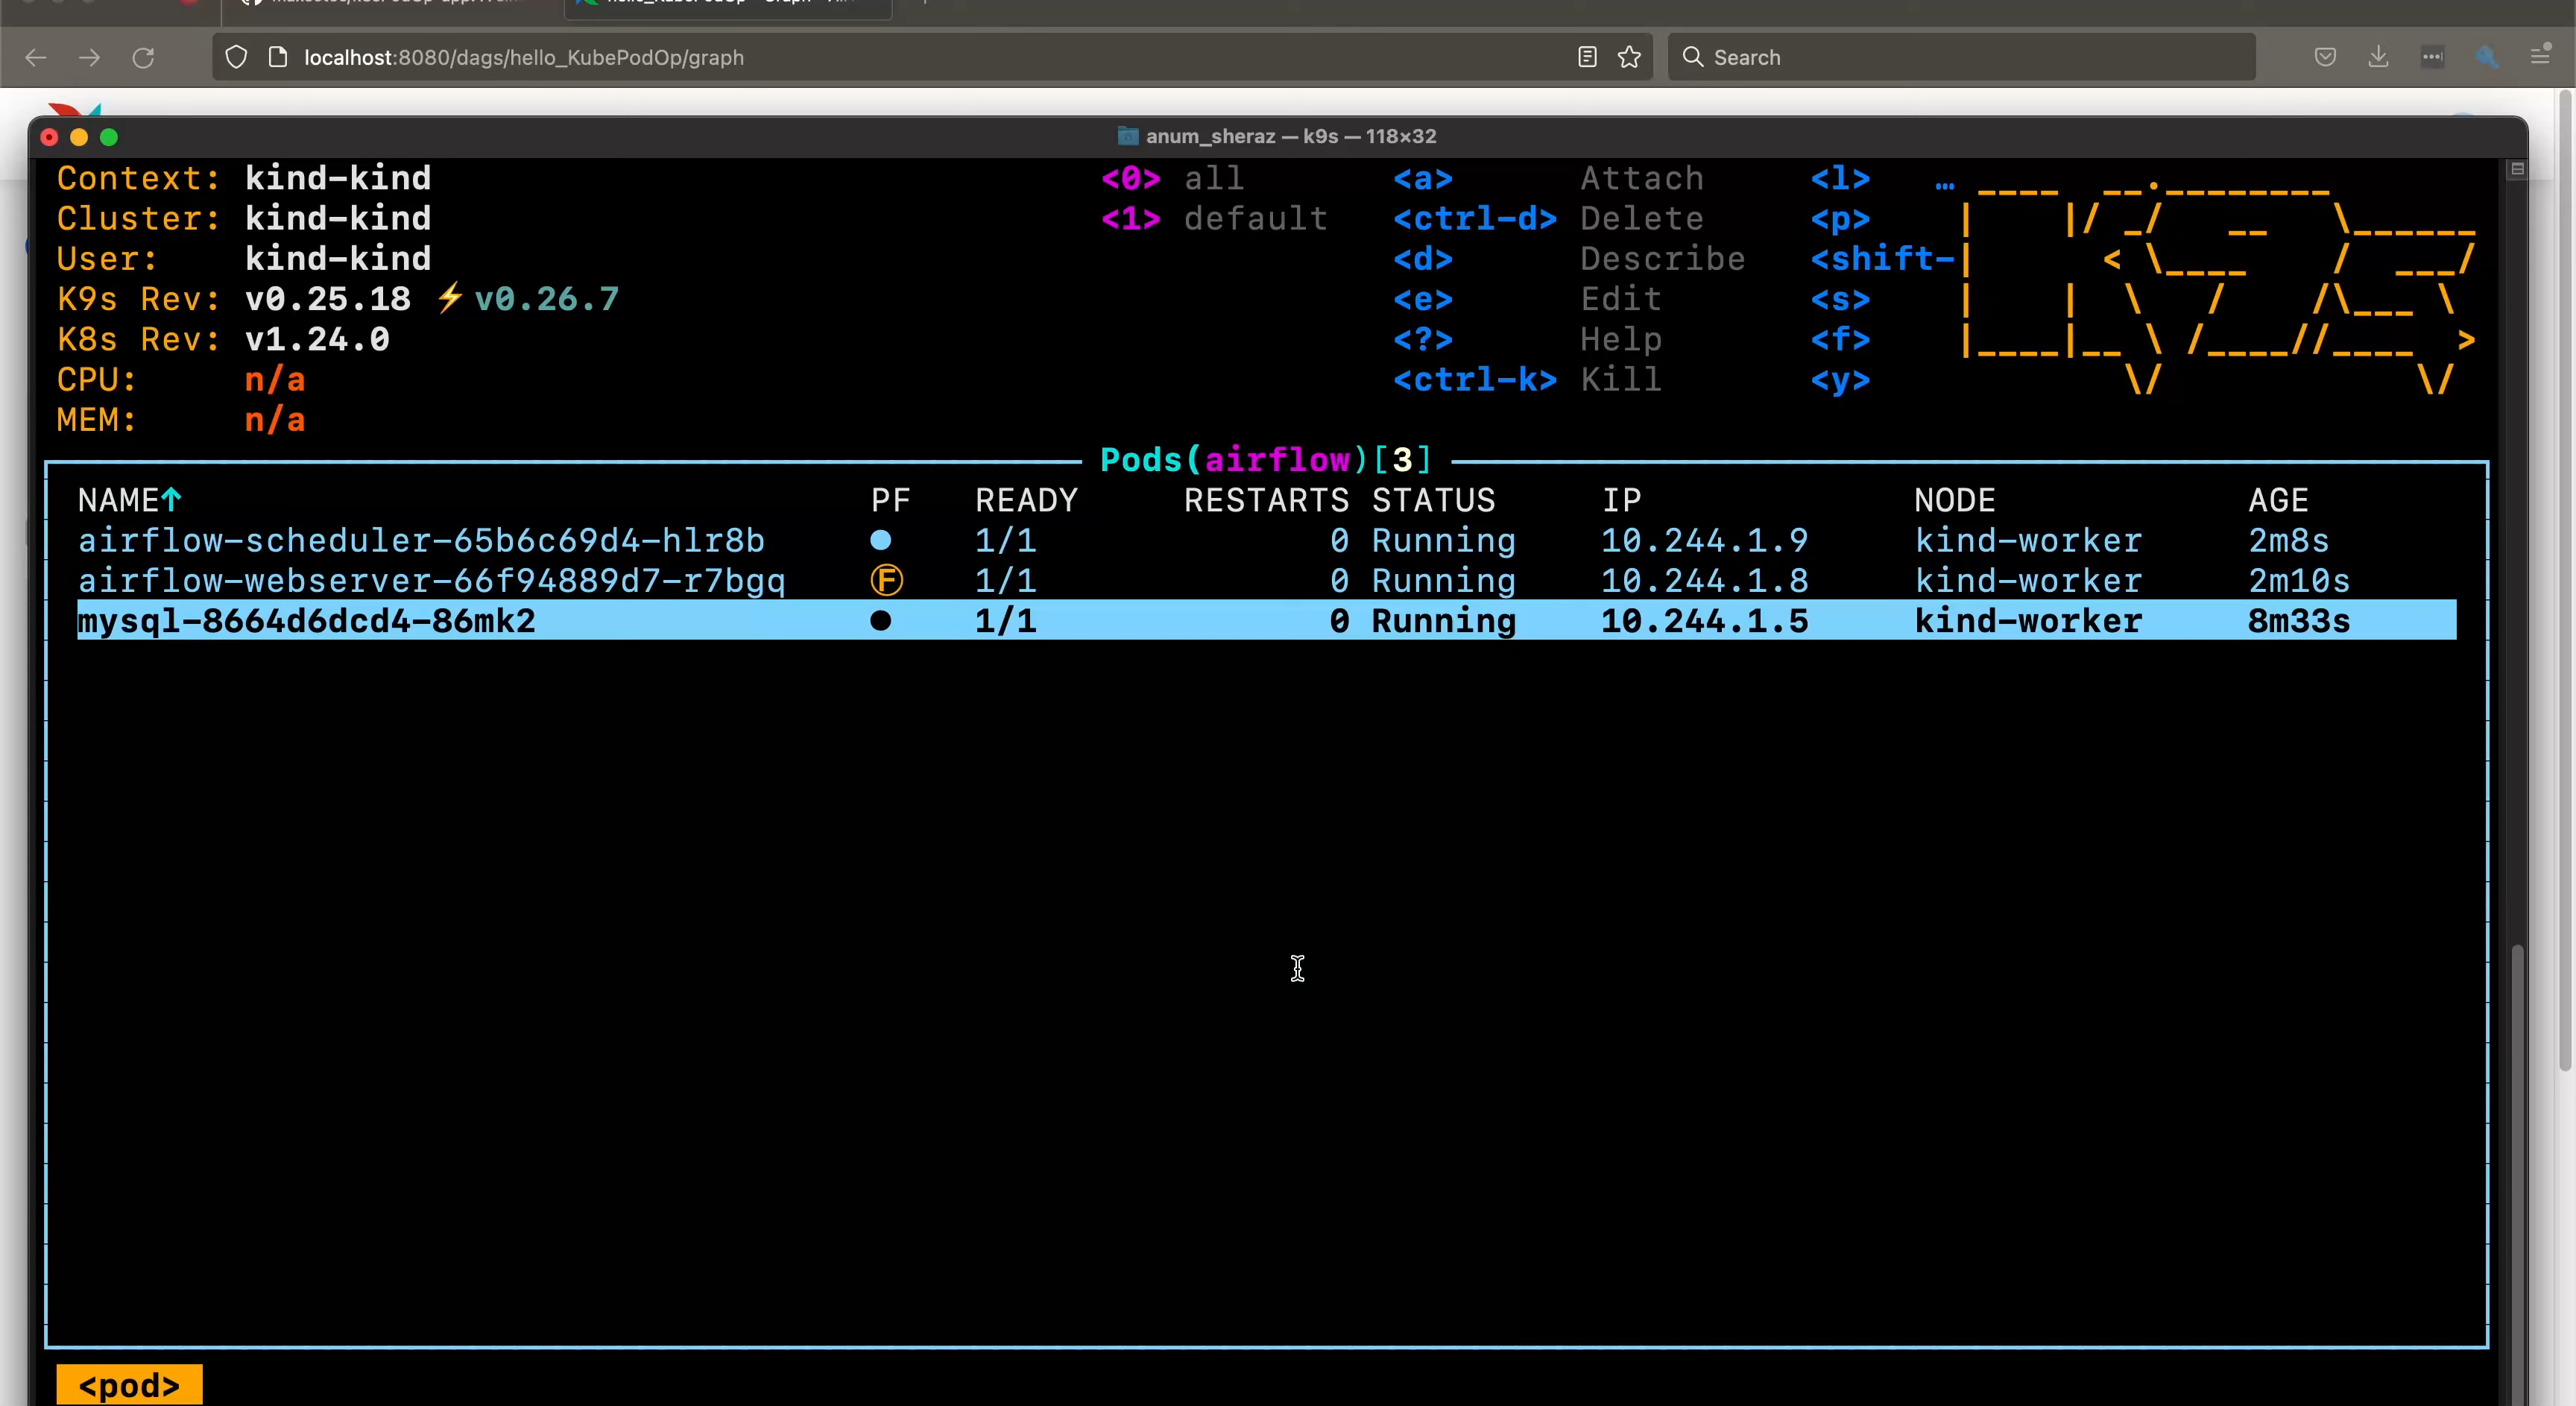 localhost:8080/dags/hello_KubePodOp/graph
Search
anum_sheraz — k9s — 118×32
Context: kind-kind <0> all <a> Attach <l> …
Cluster: kind-kind <1> default <ctrl-d> Delete <p>
User: kind-kind <d> Describe <shift-
K9s Rev: v0.25.18 ⚡v0.26.7 <e> Edit <s>
K8s Rev: v1.24.0 <?> Help <f>
CPU: n/a <ctrl-k> Kill <y>
MEM: n/a
Pods(airflow)[3]
NAME↑ PF READY RESTARTS STATUS IP NODE AGE
airflow-scheduler-65b6c69d4-hlr8b ● 1/1 0 Running 10.244.1.9 kind-worker 2m8s
airflow-webserver-66f94889d7-r7bgq Ⓕ 1/1 0 Running 10.244.1.8 kind-worker 2m10s
mysql-8664d6dcd4-86mk2 ● 1/1 0 Running 10.244.1.5 kind-worker 8m33s
<pod>